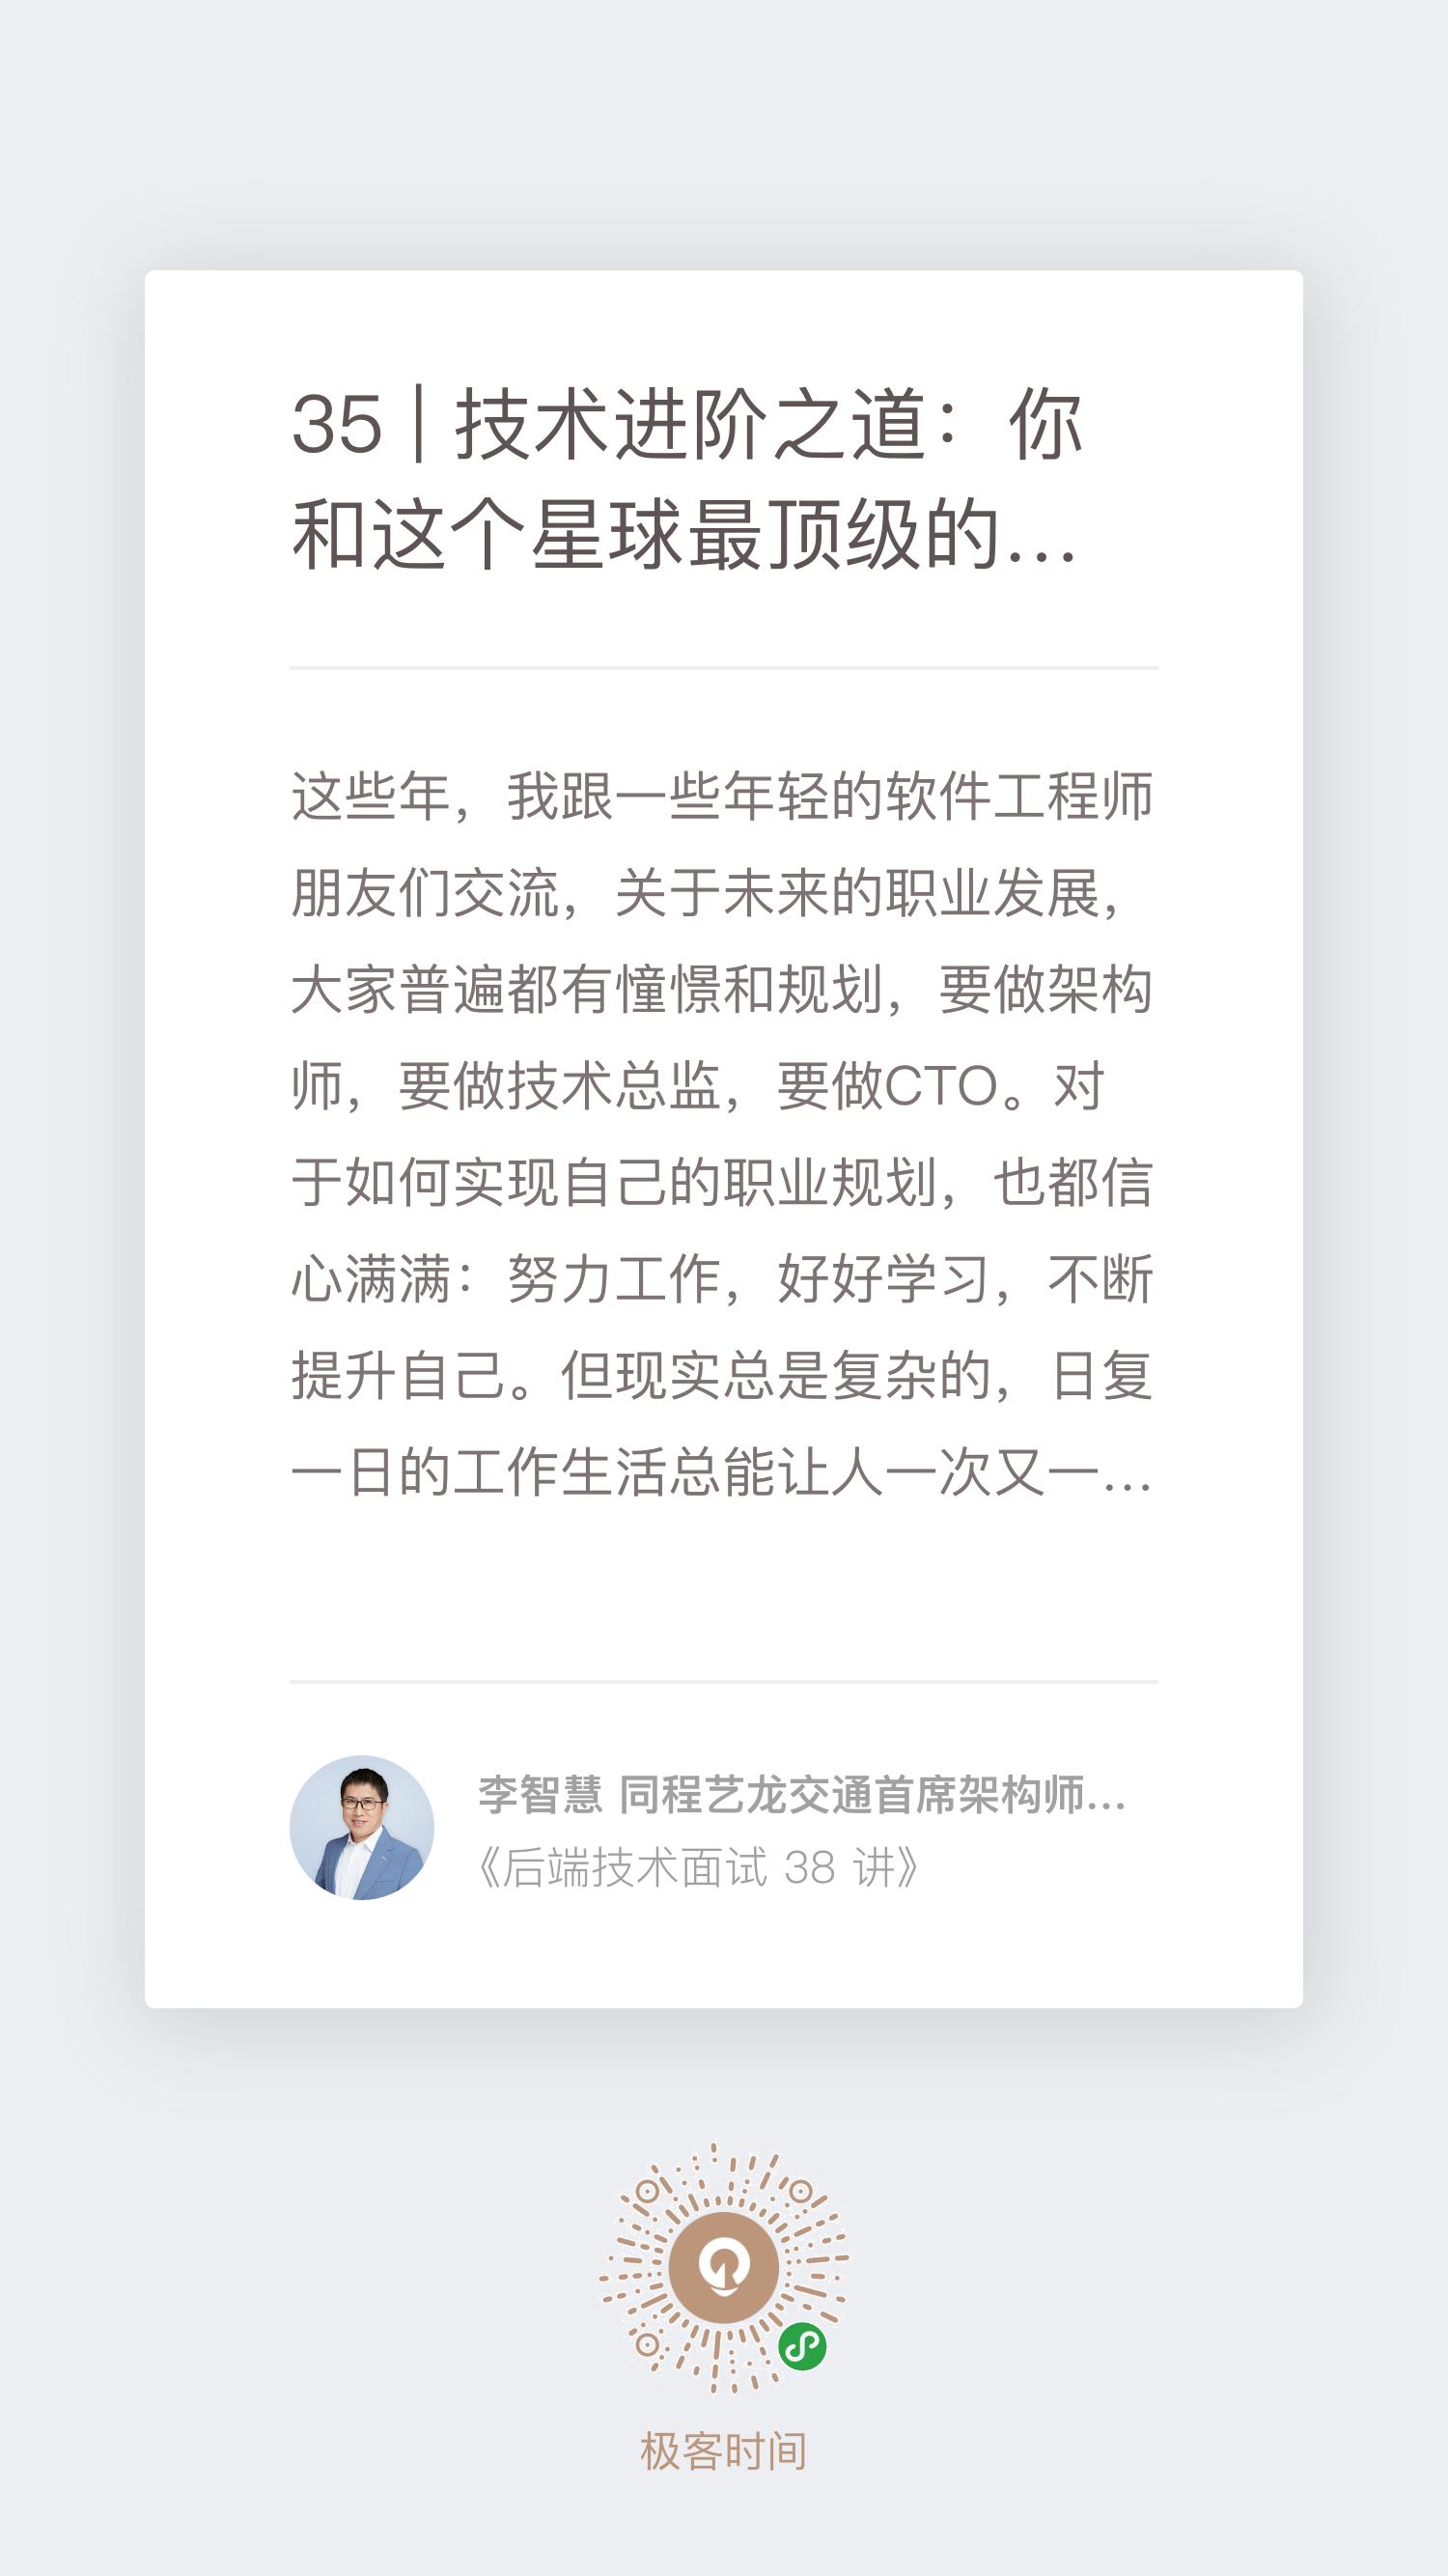 35 | 技术进阶之道：你
和这个星球最顶级的...
这些年，我跟一些年轻的软件工程师
朋友们交流，关于未来的职业发展，
大家普遍都有憧憬和规划，要做架构
师，要做技术总监，要做CTO。对
于如何实现自己的职业规划，也都信
心满满：努力工作，好好学习，不断
提升自己。但现实总是复杂的，日复
一日的工作生活总能让人一次又一...
李智慧 同程艺龙交通首席架构师...
《后端技术面试 38 讲》
极客时间